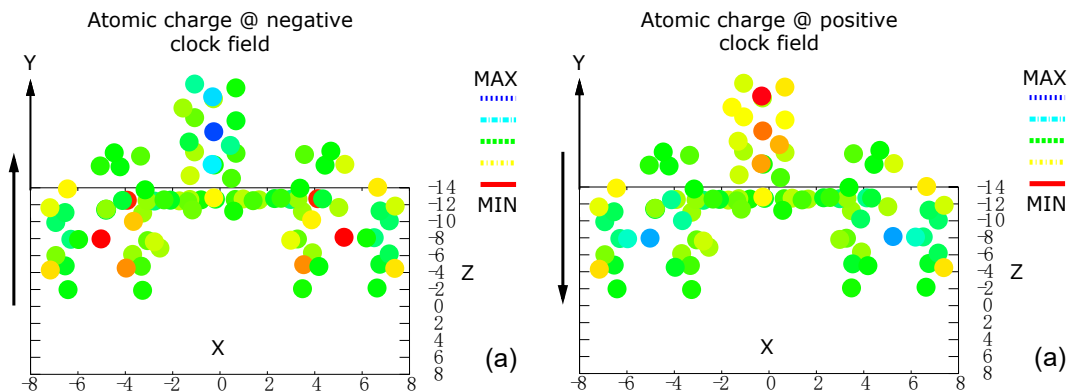 Atomic charge @ negative
clock field
Y
MAX
MIN
-14
-12
-10
-8
-6
-4
-2
0
2
4
6
8
Z
X
(a)
-8 -6 -4 -2 0 2 4 6 8
Atomic charge @ positive
clock field
Y
MAX
MIN
-14
-12
-10
-8
-6
-4
-2
0
2
4
6
8
Z
X
(a)
-8 -6 -4 -2 0 2 4 6 8